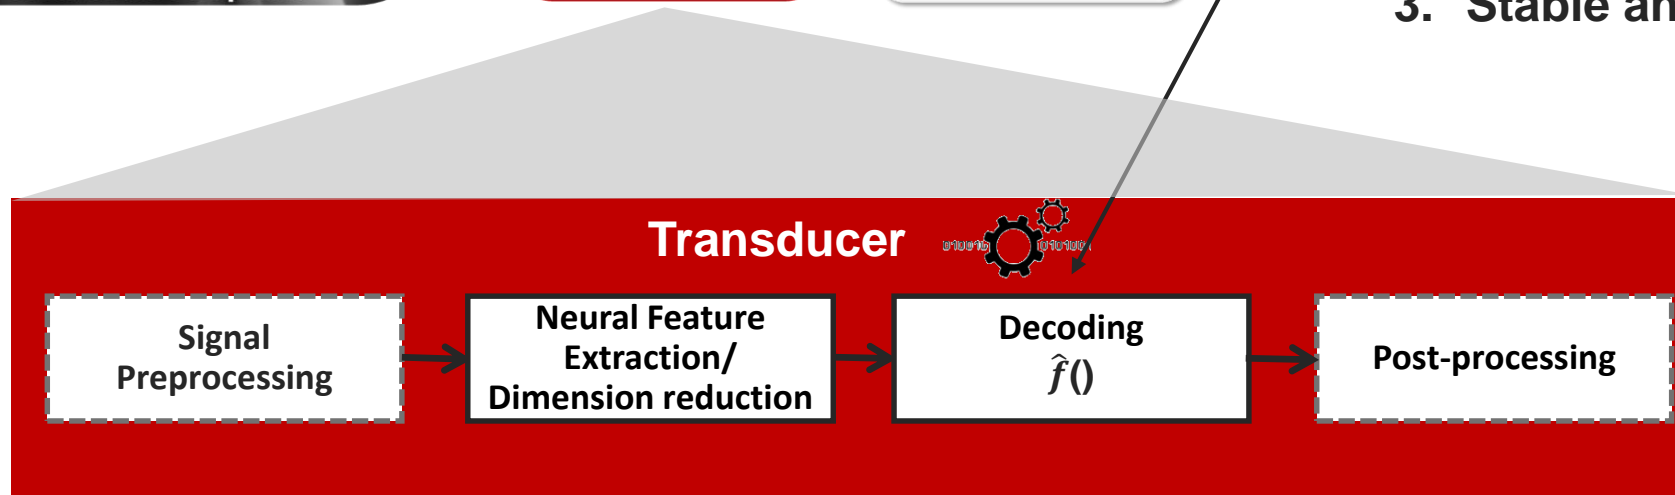 3. Stable an
Transducer
Signal
Preprocessing
Neural Feature
Extraction/
Dimension reduction
Decoding
f̂()
Post-processing